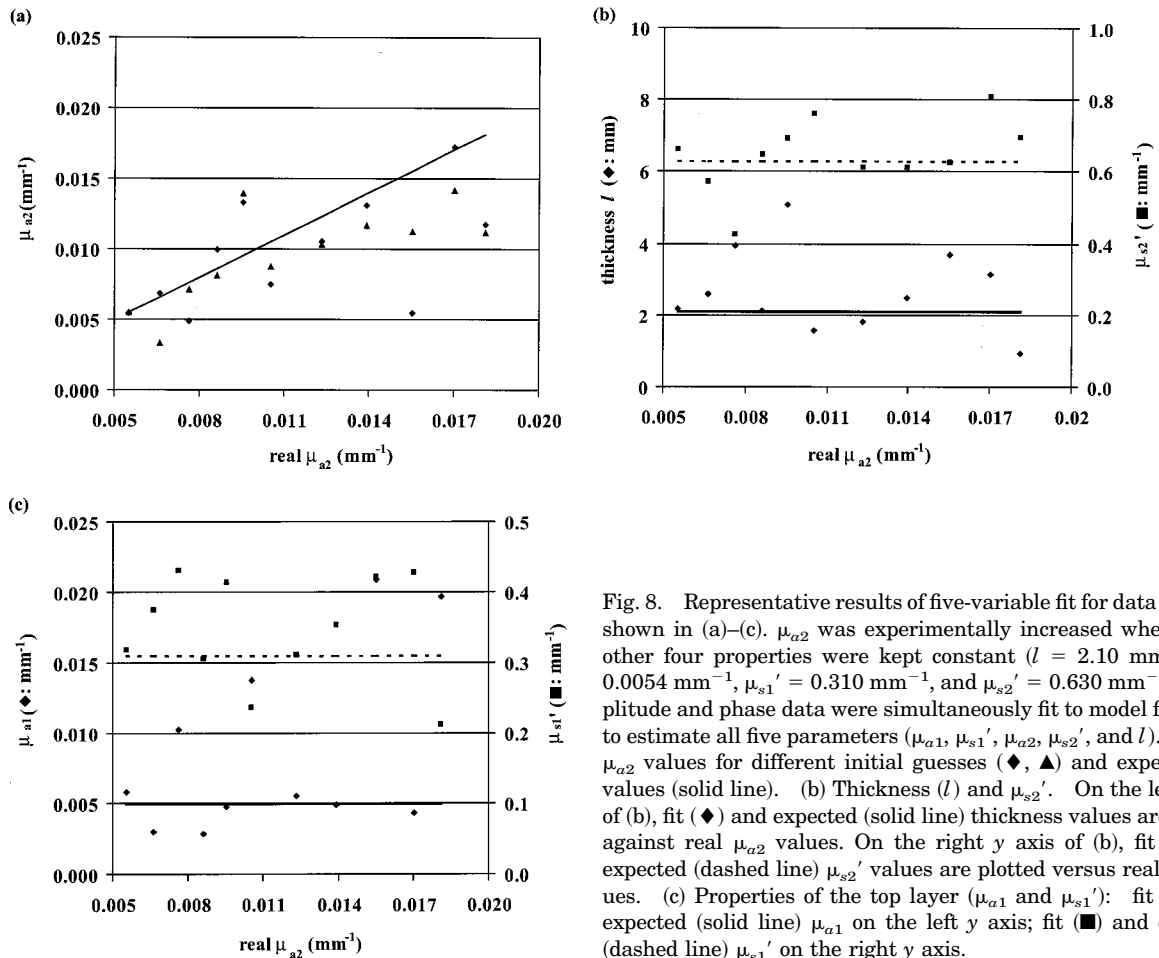 (a)
0.025
0.020
0.015
0.010
0.005
0.000
μa2(mm-1)
0.005 0.008 0.011 0.014 0.017 0.020
real μa2 (mm-1)
(b)
10
8
6
4
2
0
thickness l (◆: mm)
1.0
0.8
0.6
0.4
0.2
0.0
μs2' (■: mm-1)
0.005 0.008 0.011 0.014 0.017 0.02
real μa2 (mm-1)
(c)
0.025
0.020
0.015
0.010
0.005
0.000
μa1(◆: mm-1)
0.5
0.4
0.3
0.2
0.1
0.0
μs1' (■: mm-1)
0.005 0.008 0.011 0.014 0.017 0.020
real μa2 (mm-1)
Fig. 8. Representative results of five-variable fit for data
shown in (a)–(c). μa2 was experimentally increased whe
other four properties were kept constant (l = 2.10 mm
0.0054 mm−1, μs1' = 0.310 mm−1, and μs2' = 0.630 mm−
plitude and phase data were simultaneously fit to model f
to estimate all five parameters (μa1, μs1', μa2, μs2', and l).
μa2 values for different initial guesses (◆, ▲) and expe
values (solid line). (b) Thickness (l) and μs2'. On the le
of (b), fit (◆) and expected (solid line) thickness values are
against real μa2 values. On the right y axis of (b), fit
expected (dashed line) μs2' values are plotted versus real
ues. (c) Properties of the top layer (μa1 and μs1'): fit
expected (solid line) μa1 on the left y axis; fit (■) and
(dashed line) μs1' on the right y axis.